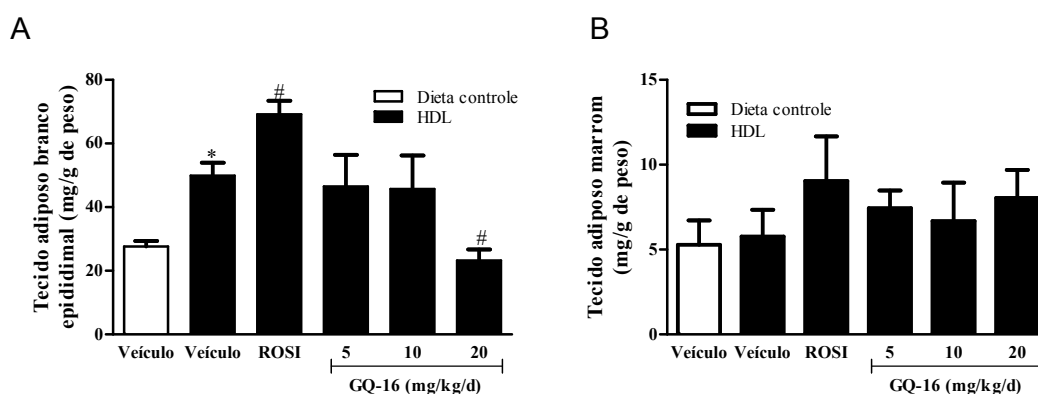 A
Tecido adiposo branco
epididimal (mg/g de peso)
80
60
40
20
0
*
#
#
Dieta controle
HDL
Veículo Veículo ROSI 5 10 20
GQ-16 (mg/kg/d)
B
Tecido adiposo marrom
(mg/g de peso)
15
10
5
0
Dieta controle
HDL
Veículo Veículo ROSI 5 10 20
GQ-16 (mg/kg/d)